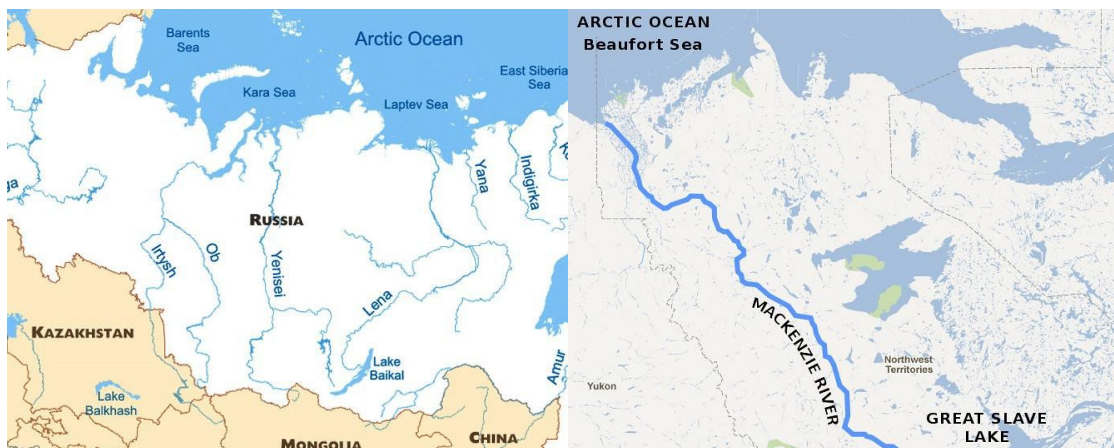 Barents
Sea
Arctic Ocean
East Siberia
Sea
Kara Sea
Laptev Sea
ga
Yana
Indigirka
RUSSIA
Irtysh
Ob
Yenisei
Lena
KAZAKHSTAN
Lake
Baikal
Amur
Lake
Balkhash
MONGOLIA
CHINA
ARCTIC OCEAN
Beaufort Sea
MACKENZIE RIVER
Northwest
Territories
Yukon
GREAT SLAVE
LAKE